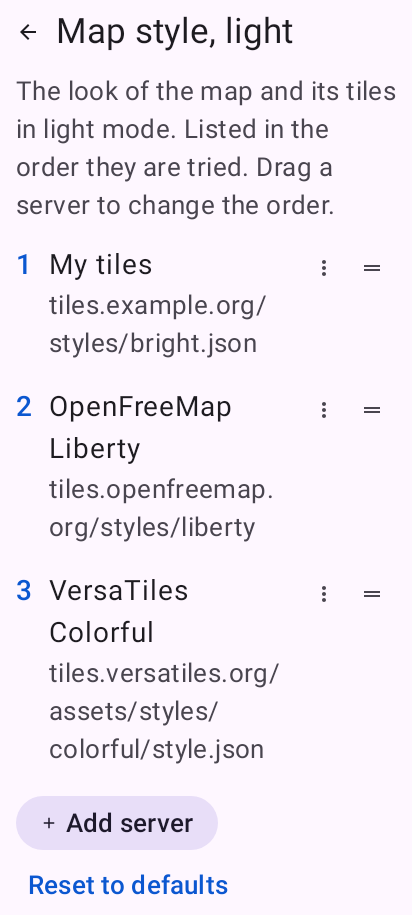 Map style, light
The look of the map and its tiles
in light mode. Listed in the
order they are tried. Drag a
server to change the order.
1 My tiles
tiles.example.org/
styles/bright.json
2 OpenFreeMap
Liberty
tiles.openfreemap.
org/styles/liberty
3 VersaTiles
Colorful
tiles.versatiles.org/
assets/styles/
colorful/style.json
+ Add server
Reset to defaults